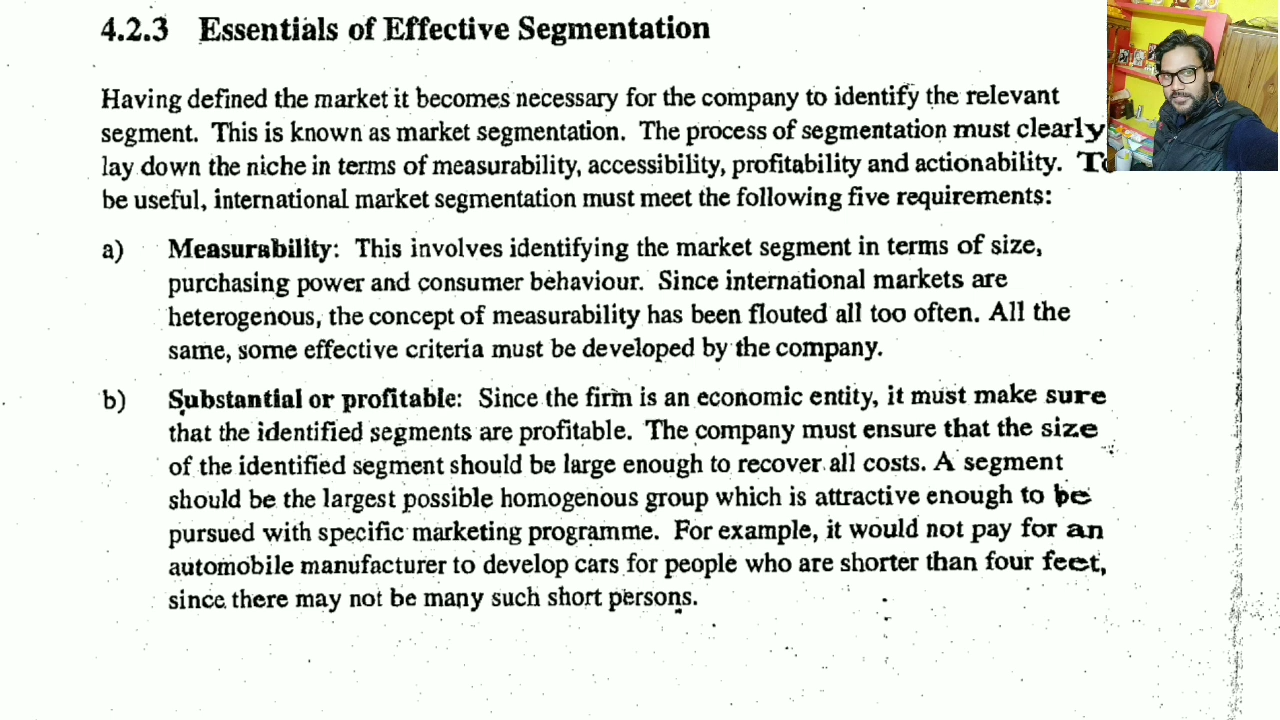 4.2.3 Essentials of Effective Segmentation
Having defined the market it becomes necessary for the company to identify the relevant
segment. This is known as market segmentation. The process of segmentation must clearly
lay down the niche in terms of measurability, accessibility, profitability and actionability. To
be useful, international market segmentation must meet the following five requirements:
a) Measurability: This involves identifying the market segment in terms of size,
purchasing power and consumer behaviour. Since international markets are
heterogenous, the concept of measurability has been flouted all too often. All the
same, some effective criteria must be developed by the company.
b) Substantial or profitable: Since the firm is an economic entity, it must make sure
that the identified segments are profitable. The company must ensure that the size
of the identified segment should be large enough to recover all costs. A segment
should be the largest possible homogenous group which is attractive enough to be
pursued with specific marketing programme. For example, it would not pay for an
automobile manufacturer to develop cars for people who are shorter than four feet,
since there may not be many such short persons.